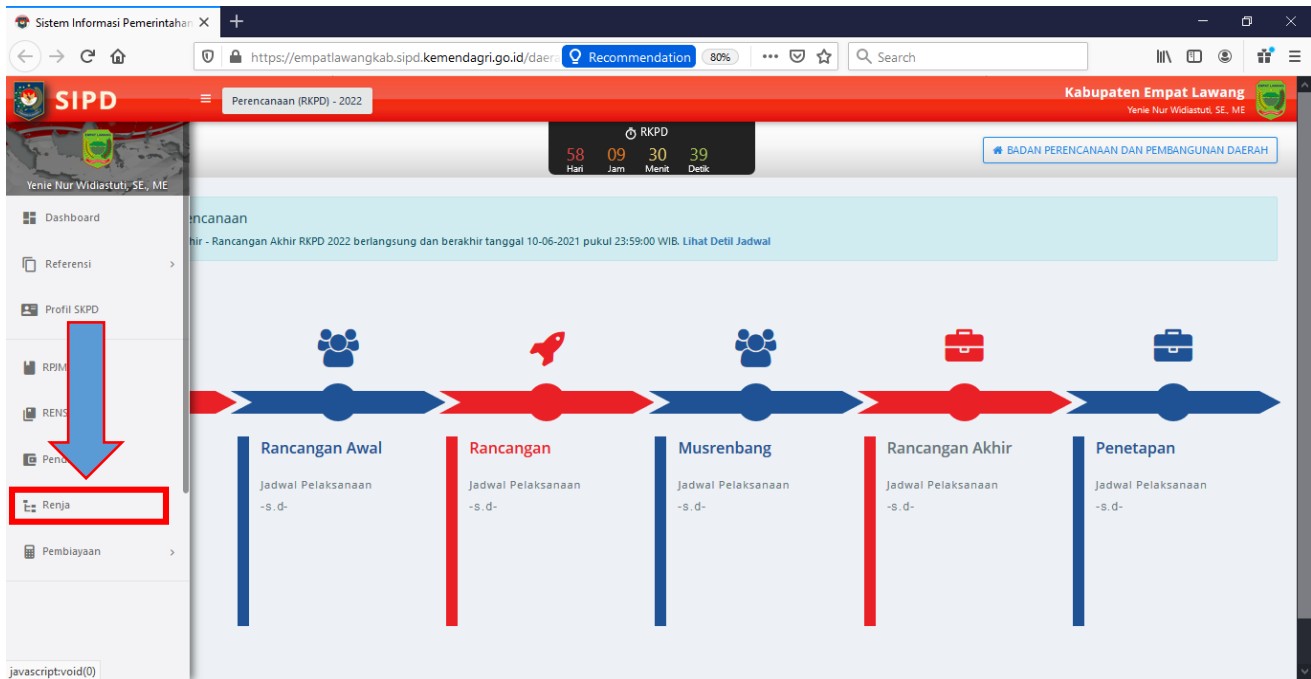 Sistem Informasi Pemerintahan
https://empatlawangkab.sipd.kemendagri.go.id/daera
Recommendation
80%
Search
SIPD
Perencanaan (RKPD) - 2022
Kabupaten Empat Lawang
Yenie Nur Widiastuti, SE., ME
Yenie Nur Widiastuti, SE., ME
RKPD
58 09 30 39
Hari Jam Menit Detik
BADAN PERENCANAAN DAN PEMBANGUNAN DAERAH
Dashboard
Referensi
Profil SKPD
RPJM
RENS
Pend
Renja
Pembiayaan
encanaan
hir - Rancangan Akhir RKPD 2022 berlangsung dan berakhir tanggal 10-06-2021 pukul 23:59:00 WIB. Lihat Detil Jadwal
Rancangan Awal
Jadwal Pelaksanaan
-s.d-
Rancangan
Jadwal Pelaksanaan
-s.d-
Musrenbang
Jadwal Pelaksanaan
-s.d-
Rancangan Akhir
Jadwal Pelaksanaan
-s.d-
Penetapan
Jadwal Pelaksanaan
-s.d-
javascript:void(0)